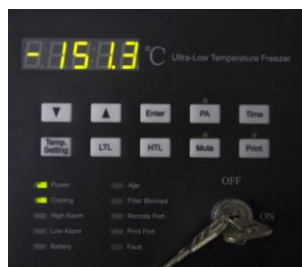 -151.3 °C Ultra-Low Temperature Freezer
▼ ▲ Enter PA Time
Temp. Setting LTL HTL Mute Print
Power Ajar
Cooling Filter Blocked
High Alarm Remote Port
Low Alarm Print Port
Battery Fault
OFF
ON